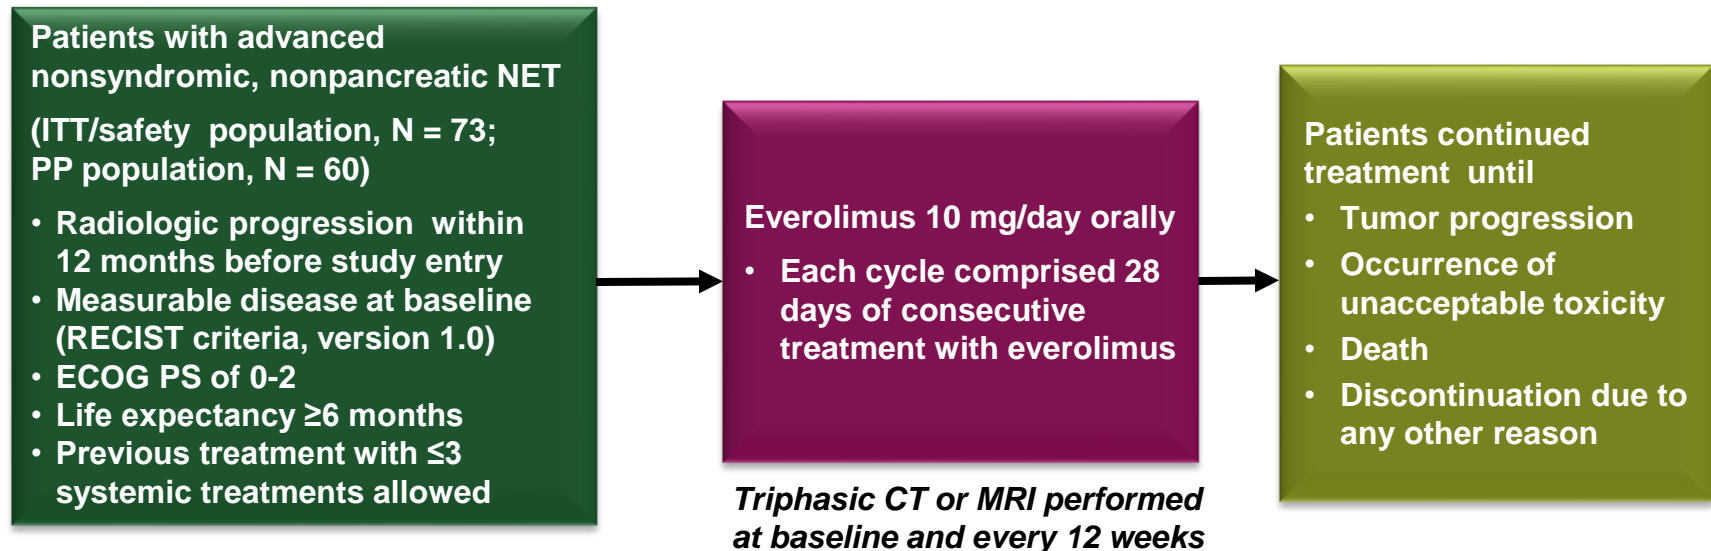 Patients with advanced
nonsyndromic, nonpancreatic NET
(ITT/safety population, N = 73;
PP population, N = 60)
• Radiologic progression within
12 months before study entry
• Measurable disease at baseline
(RECIST criteria, version 1.0)
• ECOG PS of 0-2
• Life expectancy ≥6 months
• Previous treatment with ≤3
systemic treatments allowed
Everolimus 10 mg/day orally
• Each cycle comprised 28
days of consecutive
treatment with everolimus
Triphasic CT or MRI performed
at baseline and every 12 weeks
Patients continued
treatment until
• Tumor progression
• Occurrence of
unacceptable toxicity
• Death
• Discontinuation due to
any other reason